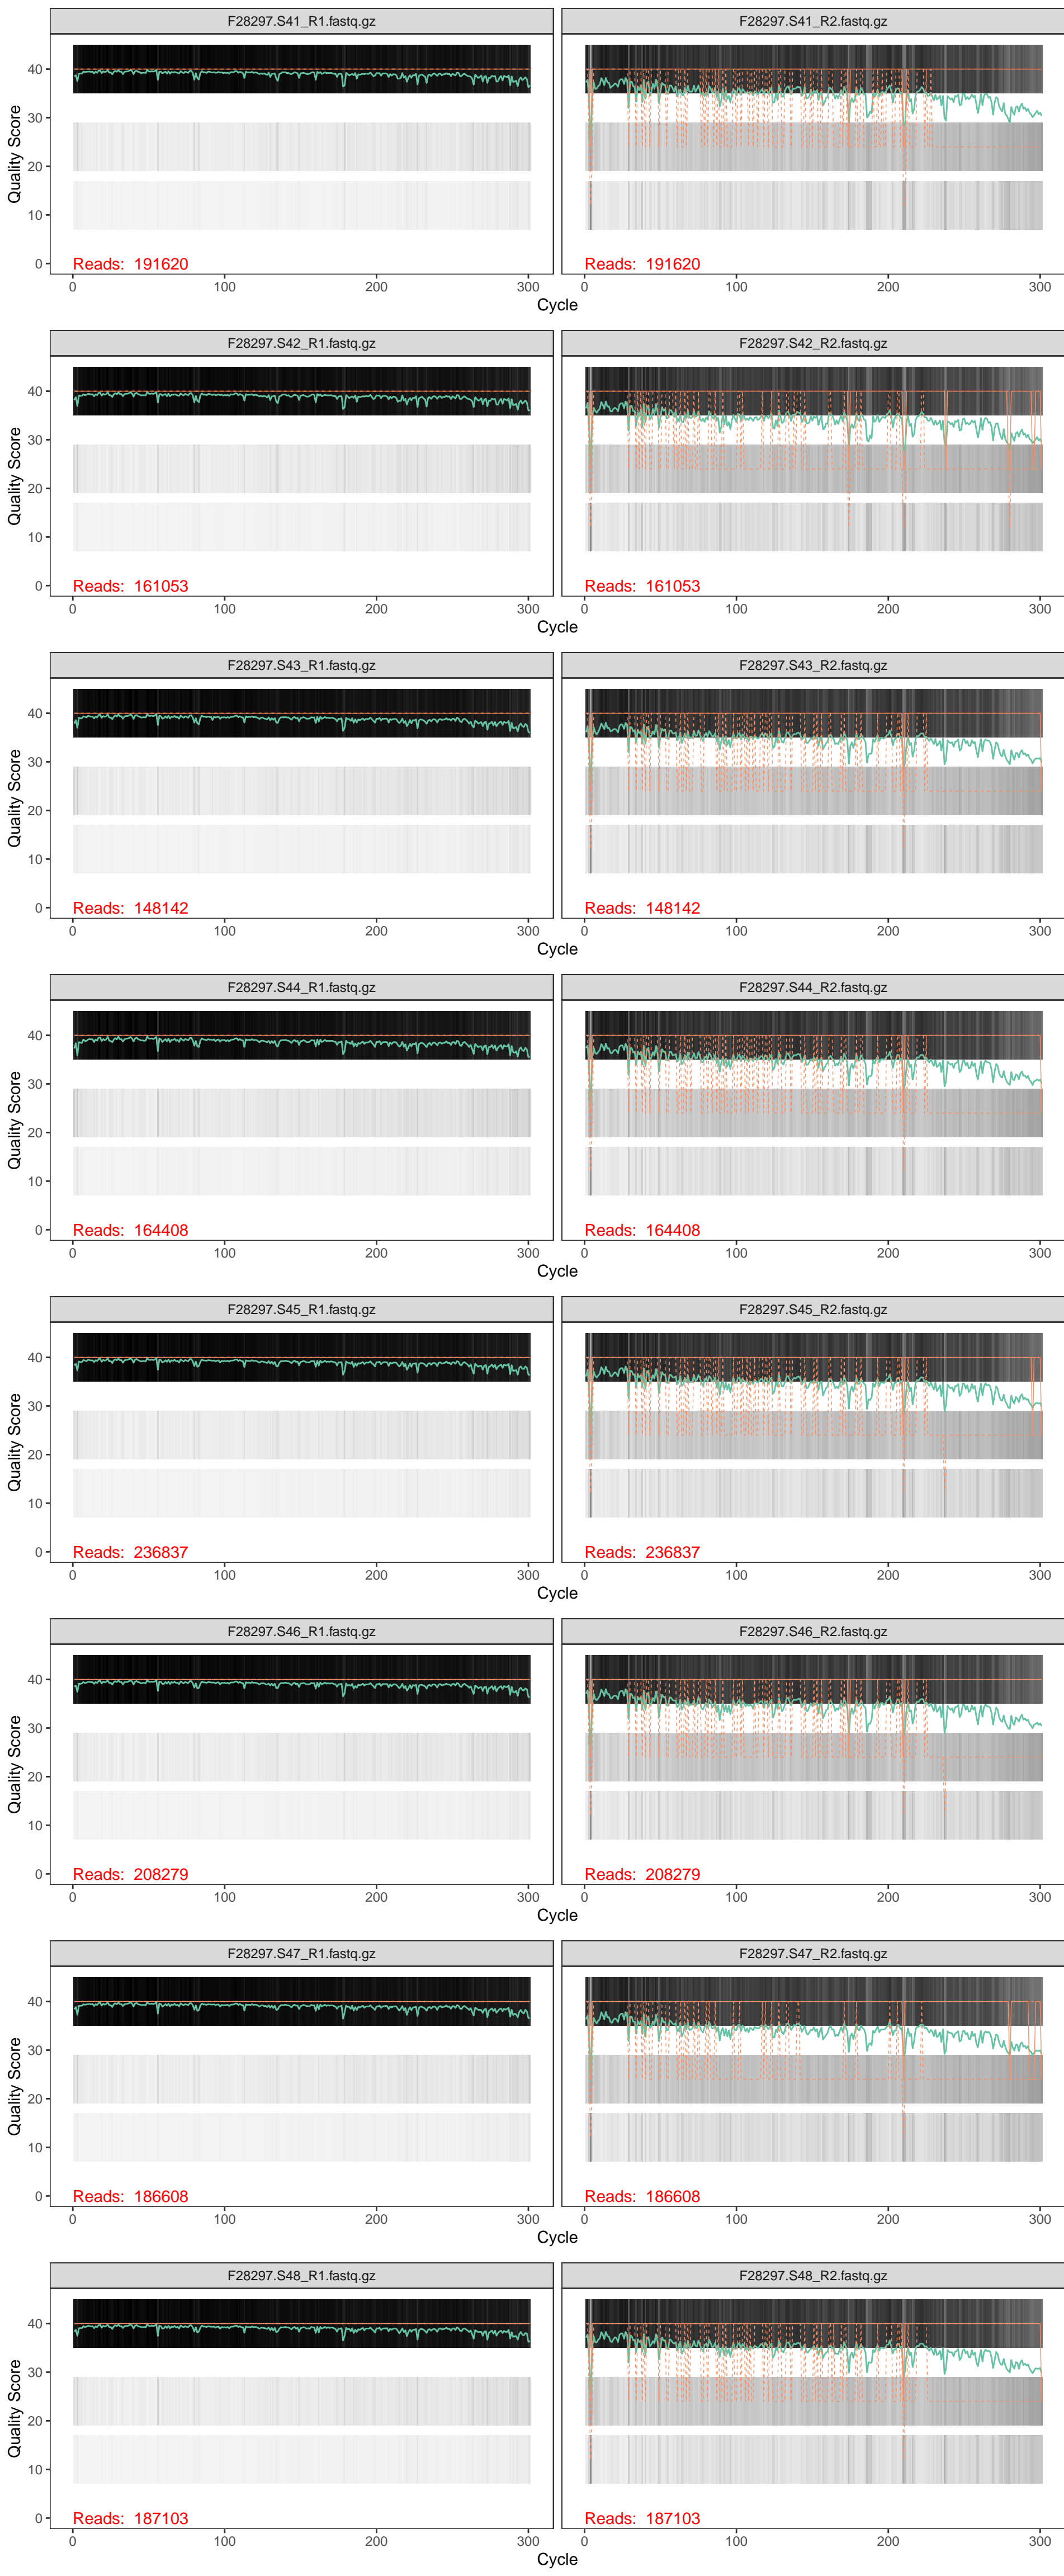 F28297.S41_R1.fastq.gz
F28297.S41_R2.fastq.gz
Quality Score
40
30
20
10
0
Reads: 191620
Reads: 191620
0 100 200 300
0 100 200 300
Cycle
F28297.S42_R1.fastq.gz
F28297.S42_R2.fastq.gz
Quality Score
40
30
20
10
0
Reads: 161053
Reads: 161053
0 100 200 300
0 100 200 300
Cycle
F28297.S43_R1.fastq.gz
F28297.S43_R2.fastq.gz
Quality Score
40
30
20
10
0
Reads: 148142
Reads: 148142
0 100 200 300
0 100 200 300
Cycle
F28297.S44_R1.fastq.gz
F28297.S44_R2.fastq.gz
Quality Score
40
30
20
10
0
Reads: 164408
Reads: 164408
0 100 200 300
0 100 200 300
Cycle
F28297.S45_R1.fastq.gz
F28297.S45_R2.fastq.gz
Quality Score
40
30
20
10
0
Reads: 236837
Reads: 236837
0 100 200 300
0 100 200 300
Cycle
F28297.S46_R1.fastq.gz
F28297.S46_R2.fastq.gz
Quality Score
40
30
20
10
0
Reads: 208279
Reads: 208279
0 100 200 300
0 100 200 300
Cycle
F28297.S47_R1.fastq.gz
F28297.S47_R2.fastq.gz
Quality Score
40
30
20
10
0
Reads: 186608
Reads: 186608
0 100 200 300
0 100 200 300
Cycle
F28297.S48_R1.fastq.gz
F28297.S48_R2.fastq.gz
Quality Score
40
30
20
10
0
Reads: 187103
Reads: 187103
0 100 200 300
0 100 200 300
Cycle